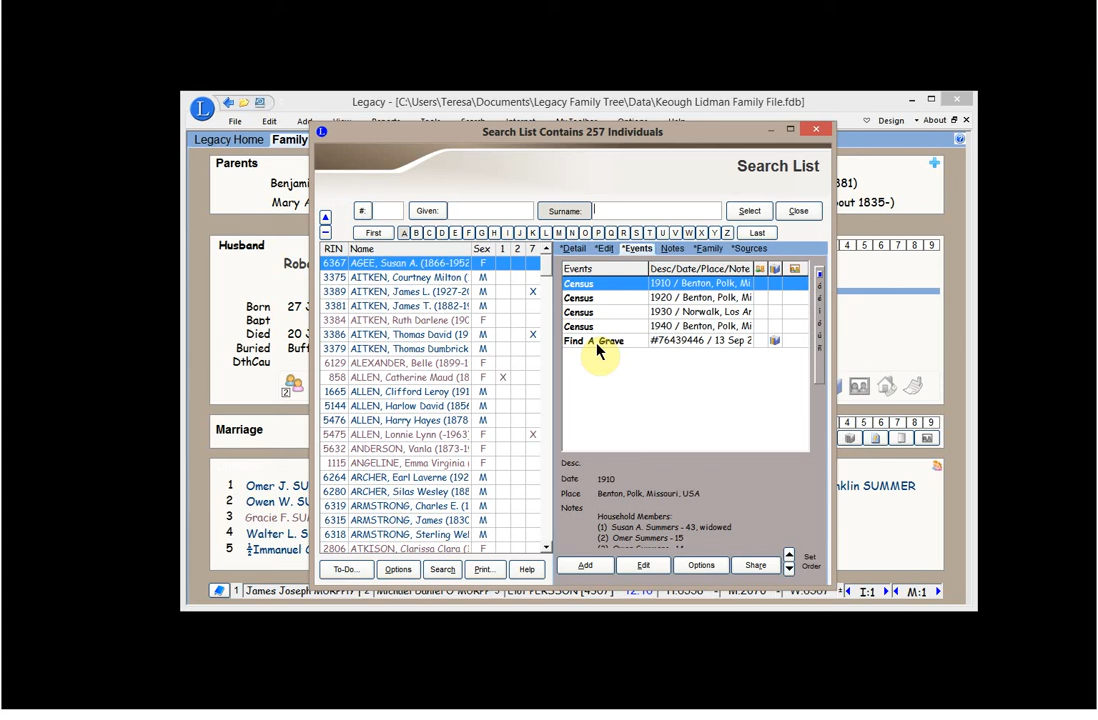 Legacy - [C:\Users\Teresa\Documents\Legacy Family Tree\Data\Keough Lidman Family File.fdb]
File Edit Design About
Legacy Home Family
Search List Contains 257 Individuals
Search List
Parents
Husband
Born 27 J
Bapt
Died 20 J
Buried Buff
DthCau
Marriage
1 Omer J. SU
2 Owen W. SU
3 Gracie F. SU
4 Walter L. S
5 ½Immanuel
881)
out 1835-)
4 5 6 7 8 9
4 5 6 7 8 9
nklin SUMMER
#: Given: Surname: Select Close
First A B C D E F G H I J K L M N O P Q R S T U V W X Y Z Last
RIN Name Sex 1 2 7
6367 AGEE, Susan A. (1866-1952 F
3375 AITKEN, Courtney Milton ( M
3389 AITKEN, James L. (1927-20 M X
3381 AITKEN, James T. (1882-19 M
3384 AITKEN, Ruth Darlene (190 F
3386 AITKEN, Thomas David (19 M X
3379 AITKEN, Thomas Dumbrick M
6129 ALEXANDER, Belle (1899-1 F
858 ALLEN, Catherine Maud (18 F X
1665 ALLEN, Clifford Leroy (191 M
5144 ALLEN, Harlow David (1856 M
5476 ALLEN, Harry Hayes (1878 M
5475 ALLEN, Lonnie Lynn (-1963) F X
5632 ANDERSON, Vanla (1873-1 F
1115 ANGELINE, Emma Virginia F
6264 ARCHER, Earl Laverne (192 M
6280 ARCHER, Silas Wesley (188 M
6319 ARMSTRONG, Charles E. (1 M
6315 ARMSTRONG, James (1830 M
6318 ARMSTRONG, Sterling Wel M
2806 ATKISON, Clarissa Clara ( F
To-Do... Options Search Print... Help
*Detail *Edit *Events Notes *Family *Sources
Events Desc/Date/Place/Note
Census 1910 / Benton, Polk, Mi
Census 1920 / Benton, Polk, Mi
Census 1930 / Norwalk, Los Ar
Census 1940 / Benton, Polk, Mi
Find A Grave #76439446 / 13 Sep 2
Desc.
Date 1910
Place Benton, Polk, Missouri, USA
Notes Household Members:
(1) Susan A. Summers - 43, widowed
(2) Omer Summers - 15
Add Edit Options Share Set Order
I:1 M:1